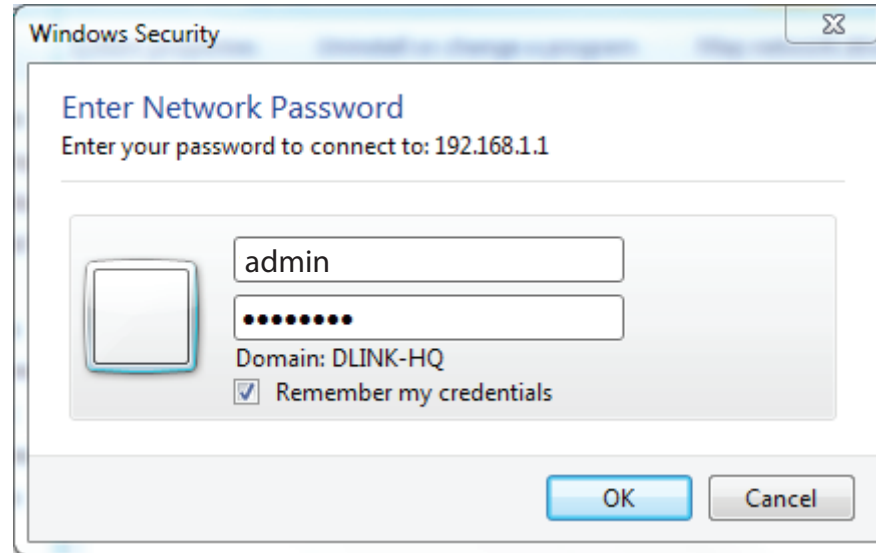 Windows Security
Enter Network Password
Enter your password to connect to: 192.168.1.1
admin
••••••••
Domain: DLINK-HQ
Remember my credentials
OK
Cancel